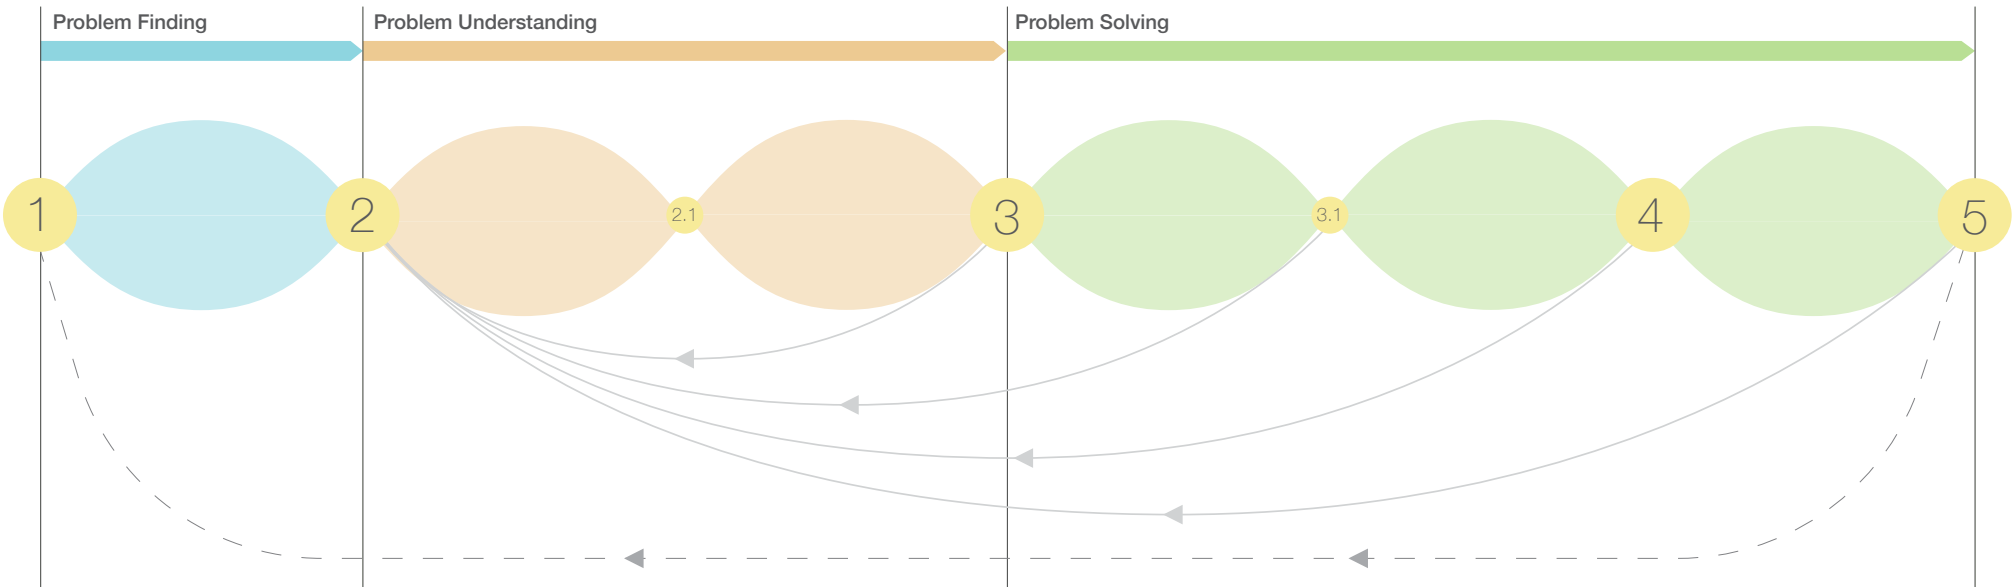 Problem Finding
Problem Understanding
Problem Solving
1
2
2.1
3
3.1
4
5